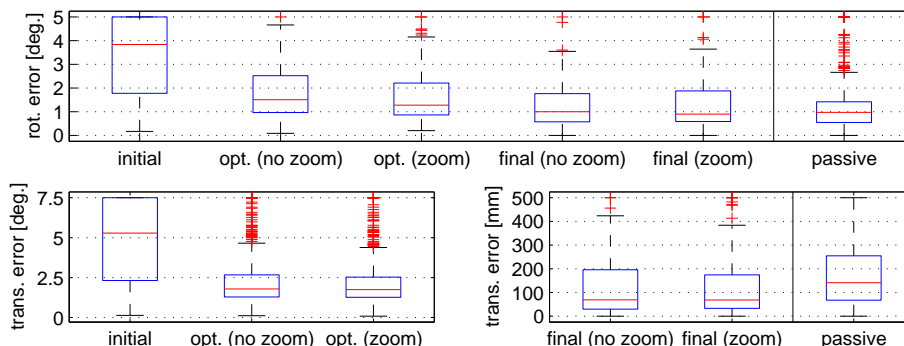 rot. error [deg.]
5
4
3
2
1
0
initial opt. (no zoom) opt. (zoom) final (no zoom) final (zoom) passive
trans. error [deg.]
7.5
5
2.5
0
initial opt. (no zoom) opt. (zoom)
trans. error [mm]
500
400
300
200
100
0
final (no zoom) final (zoom) passive